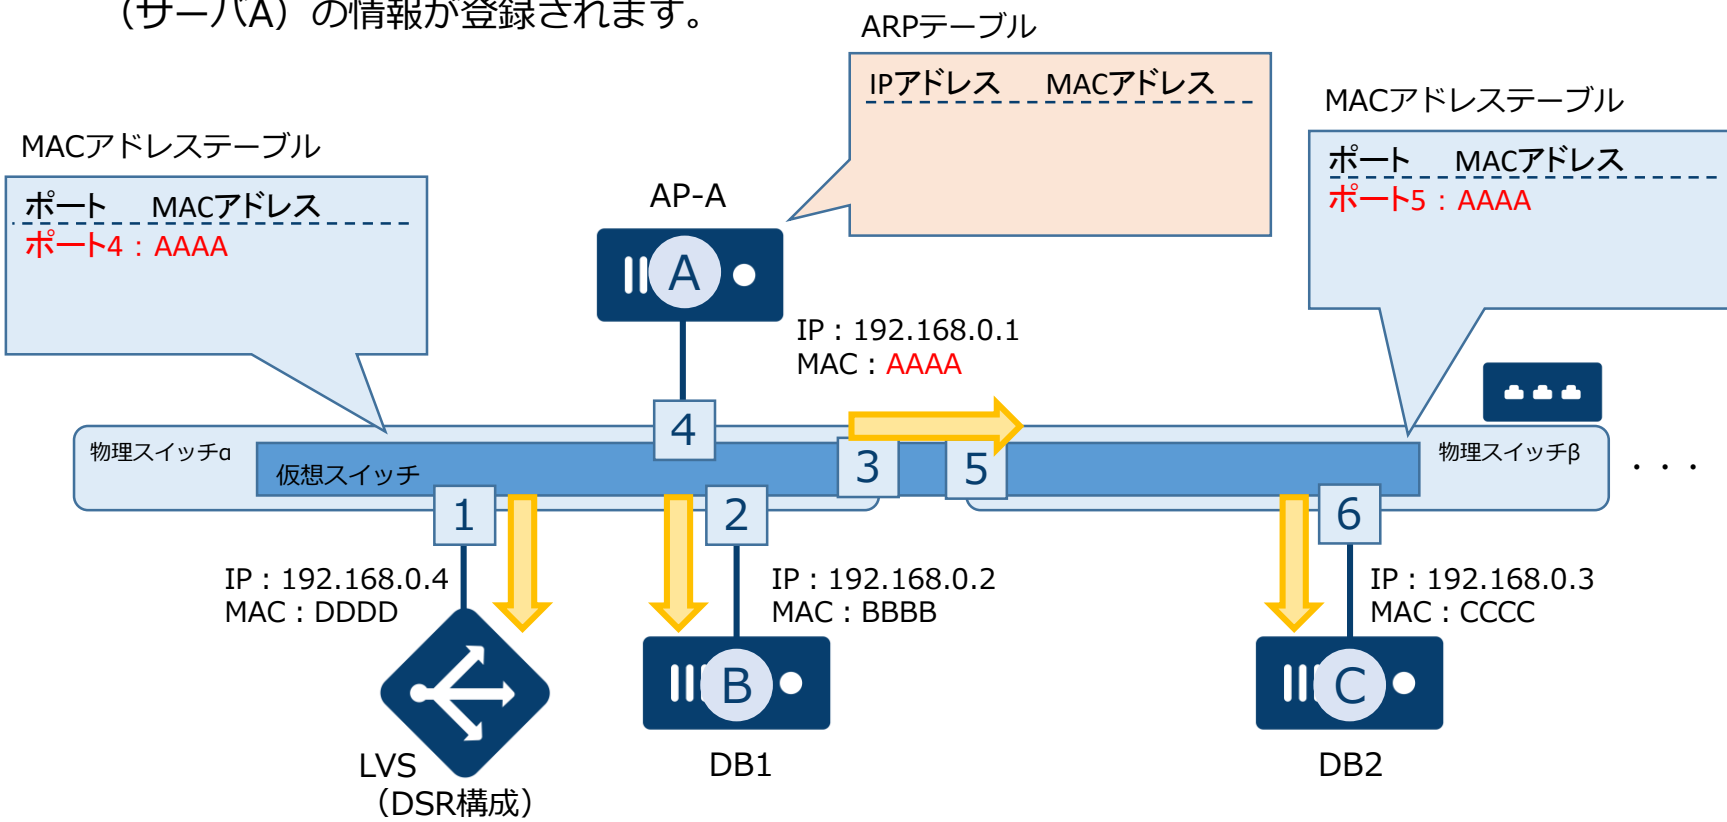 （サーバA）の情報が登録されます。
ARPテーブル
IPアドレス MACアドレス
MACアドレステーブル
ポート MACアドレス
ポート5：AAAA
MACアドレステーブル
ポート MACアドレス
ポート4：AAAA
AP-A
A
IP：192.168.0.1
MAC：AAAA
4
物理スイッチα
仮想スイッチ
3
5
物理スイッチβ
・・・
1
2
6
IP：192.168.0.4
MAC：DDDD
IP：192.168.0.2
MAC：BBBB
IP：192.168.0.3
MAC：CCCC
B
C
LVS
（DSR構成）
DB1
DB2